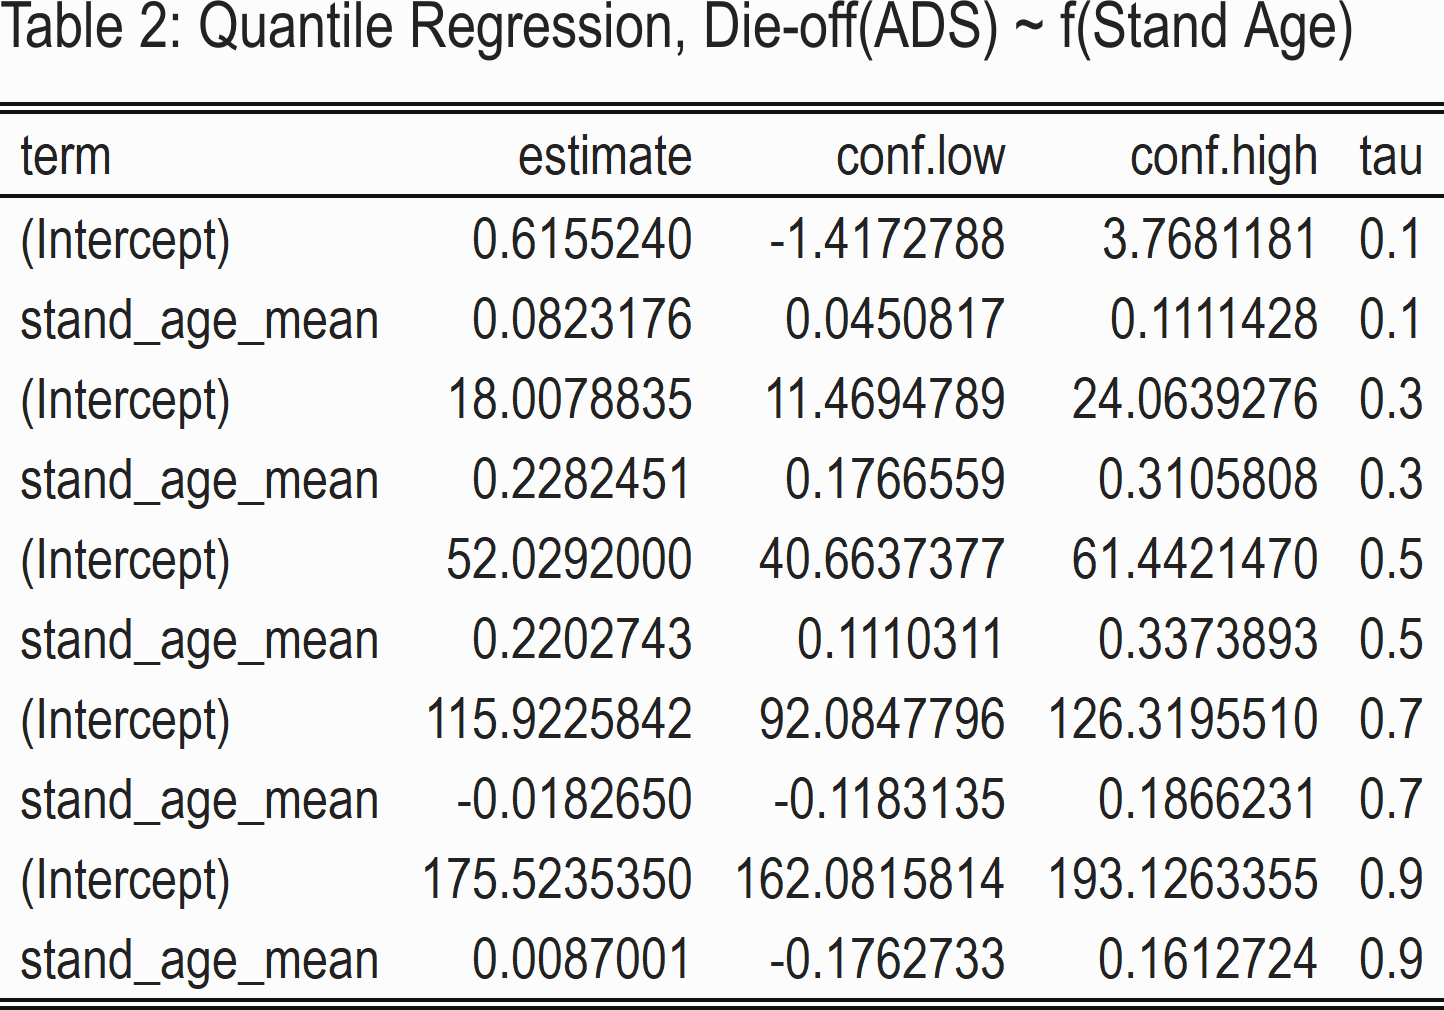 Table 2: Quantile Regression, Die-off(ADS) ~ f(Stand Age)
term estimate conf.low conf.high tau
(Intercept) 0.6155240 -1.4172788 3.7681181 0.1
stand_age_mean 0.0823176 0.0450817 0.1111428 0.1
(Intercept) 18.0078835 11.4694789 24.0639276 0.3
stand_age_mean 0.2282451 0.1766559 0.3105808 0.3
(Intercept) 52.0292000 40.6637377 61.4421470 0.5
stand_age_mean 0.2202743 0.1110311 0.3373893 0.5
(Intercept) 115.9225842 92.0847796 126.3195510 0.7
stand_age_mean -0.0182650 -0.1183135 0.1866231 0.7
(Intercept) 175.5235350 162.0815814 193.1263355 0.9
stand_age_mean 0.0087001 -0.1762733 0.1612724 0.9